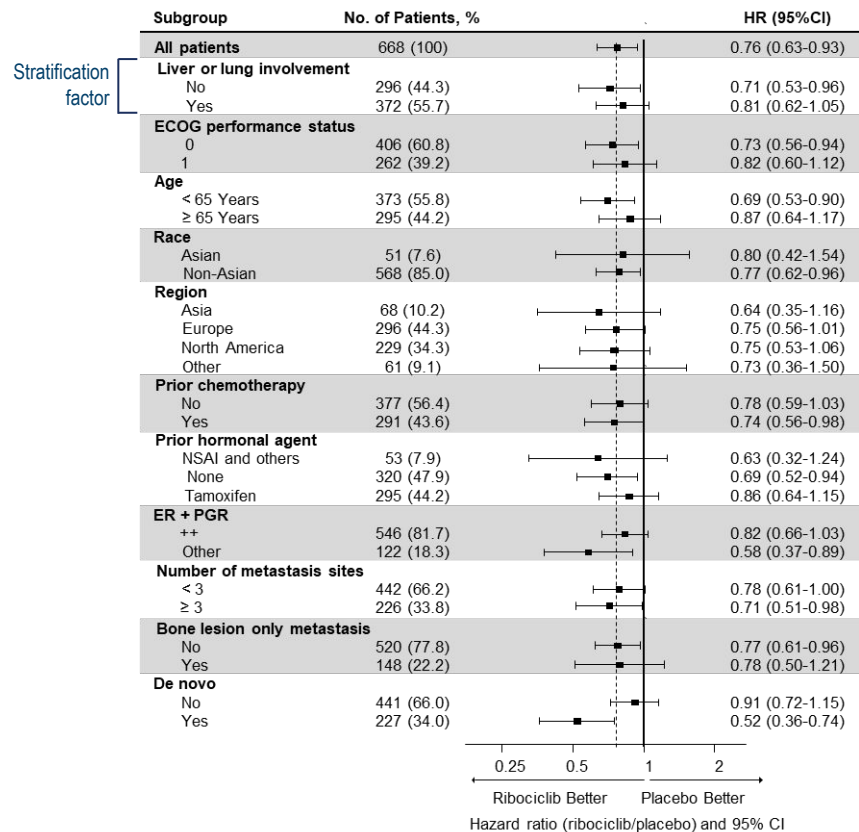 Subgroup No. of Patients, % HR (95%CI)
All patients 668 (100) 0.76 (0.63-0.93)
Stratification factor
Liver or lung involvement
No 296 (44.3) 0.71 (0.53-0.96)
Yes 372 (55.7) 0.81 (0.62-1.05)
ECOG performance status
0 406 (60.8) 0.73 (0.56-0.94)
1 262 (39.2) 0.82 (0.60-1.12)
Age
< 65 Years 373 (55.8) 0.69 (0.53-0.90)
≥ 65 Years 295 (44.2) 0.87 (0.64-1.17)
Race
Asian 51 (7.6) 0.80 (0.42-1.54)
Non-Asian 568 (85.0) 0.77 (0.62-0.96)
Region
Asia 68 (10.2) 0.64 (0.35-1.16)
Europe 296 (44.3) 0.75 (0.56-1.01)
North America 229 (34.3) 0.75 (0.53-1.06)
Other 61 (9.1) 0.73 (0.36-1.50)
Prior chemotherapy
No 377 (56.4) 0.78 (0.59-1.03)
Yes 291 (43.6) 0.74 (0.56-0.98)
Prior hormonal agent
NSAI and others 53 (7.9) 0.63 (0.32-1.24)
None 320 (47.9) 0.69 (0.52-0.94)
Tamoxifen 295 (44.2) 0.86 (0.64-1.15)
ER + PGR
++ 546 (81.7) 0.82 (0.66-1.03)
Other 122 (18.3) 0.58 (0.37-0.89)
Number of metastasis sites
< 3 442 (66.2) 0.78 (0.61-1.00)
≥ 3 226 (33.8) 0.71 (0.51-0.98)
Bone lesion only metastasis
No 520 (77.8) 0.77 (0.61-0.96)
Yes 148 (22.2) 0.78 (0.50-1.21)
De novo
No 441 (66.0) 0.91 (0.72-1.15)
Yes 227 (34.0) 0.52 (0.36-0.74)
0.25 0.5 1 2
Ribociclib Better Placebo Better
Hazard ratio (ribociclib/placebo) and 95% CI